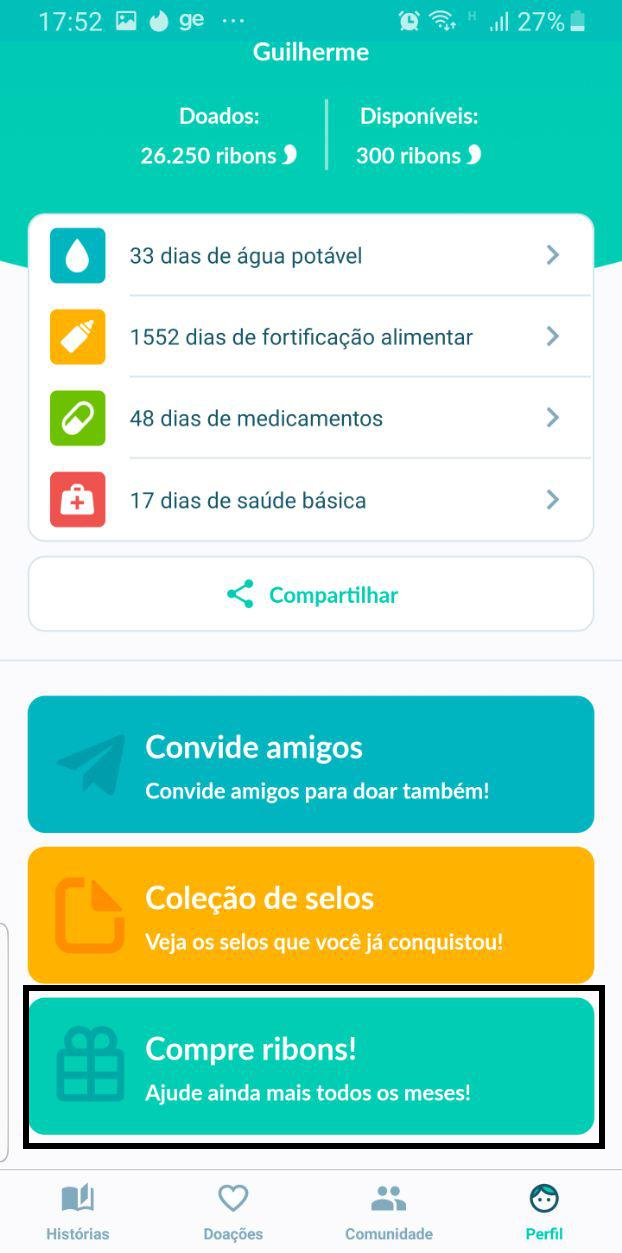 17:52 ge ... H 27%
Guilherme
Doados: Disponíveis:
26.250 ribons 300 ribons
33 dias de água potável
1552 dias de fortificação alimentar
48 dias de medicamentos
17 dias de saúde básica
Compartilhar
Convide amigos
Convide amigos para doar também!
Coleção de selos
Veja os selos que você já conquistou!
Compre ribons!
Ajude ainda mais todos os meses!
Histórias Doações Comunidade Perfil